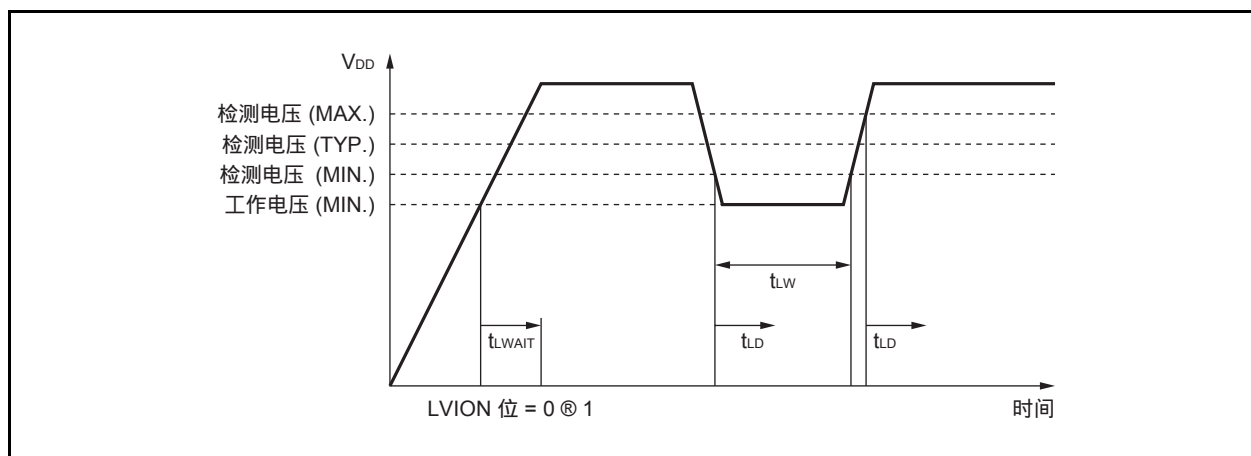 VDD
检测电压 (MAX.)
检测电压 (TYP.)
检测电压 (MIN.)
工作电压 (MIN.)
tLW
tLWAIT
tLD
tLD
LVION 位 = 0 ® 1
时间